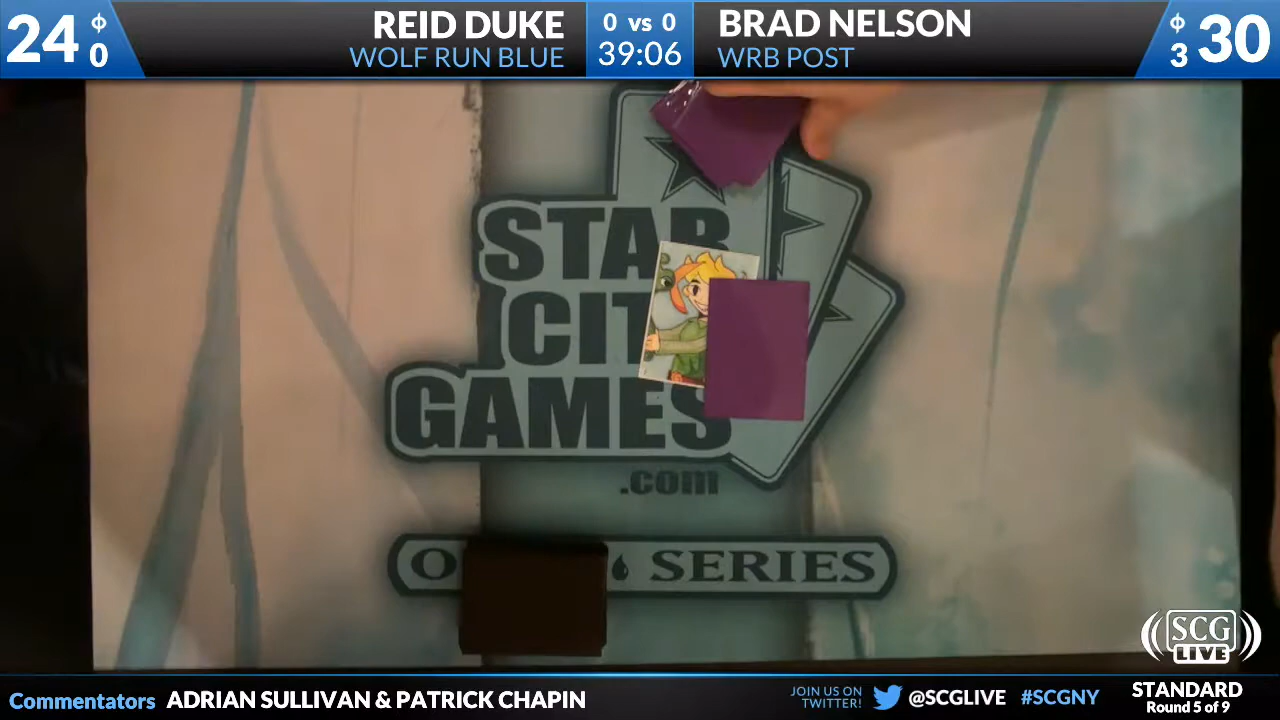 24 ⌽ 0
REID DUKE
WOLF RUN BLUE
0 vs 0
39:06
BRAD NELSON
WRB POST
⌽ 3 30
STAR
CIT
GAMES
.com
O SERIES
SCG
LIVE
Commentators ADRIAN SULLIVAN & PATRICK CHAPIN
JOIN US ON
TWITTER!
@SCGLIVE #SCGNY
STANDARD
Round 5 of 9